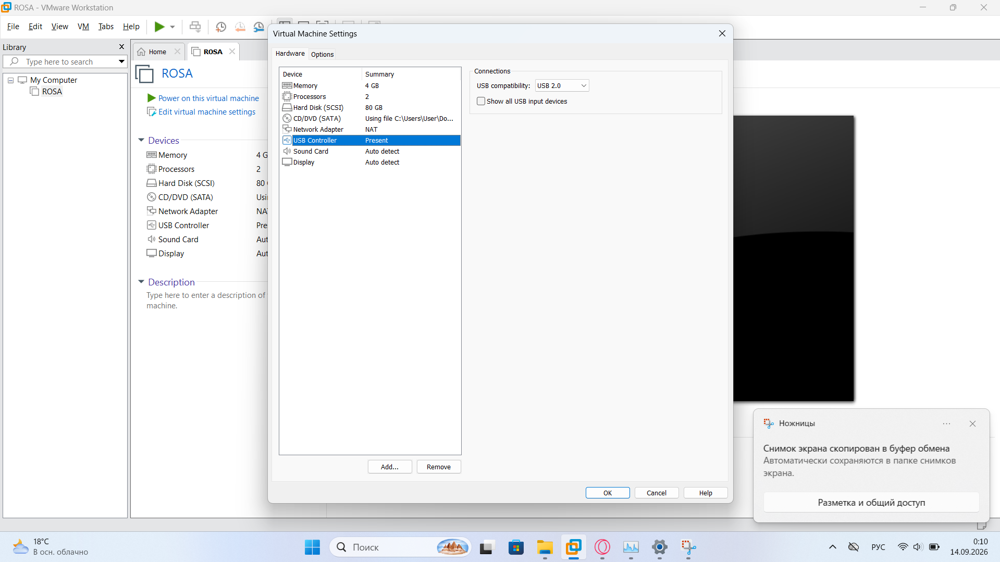 ROSA - VMware Workstation
File Edit View VM Tabs Help
Library
Type here to search
My Computer
ROSA
Home
ROSA
ROSA
Power on this virtual machine
Edit virtual machine settings
Devices
Memory 4 G
Processors 2
Hard Disk (SCSI) 80
CD/DVD (SATA) Usi
Network Adapter NA
USB Controller Pre
Sound Card Aut
Display Aut
Description
Type here to enter a description of
machine.
Virtual Machine Settings
Hardware Options
Device Summary
Memory 4 GB
Processors 2
Hard Disk (SCSI) 80 GB
CD/DVD (SATA) Using file C:\Users\User\Do...
Network Adapter NAT
USB Controller Present
Sound Card Auto detect
Display Auto detect
Add... Remove
Connections
USB compatibility: USB 2.0
Show all USB input devices
OK Cancel Help
Ножницы
Снимок экрана скопирован в буфер обмена
Автоматически сохраняются в папке снимков
экрана.
Разметка и общий доступ
18°C
В осн. облачно
Поиск
РУС
0:10
14.09.2026